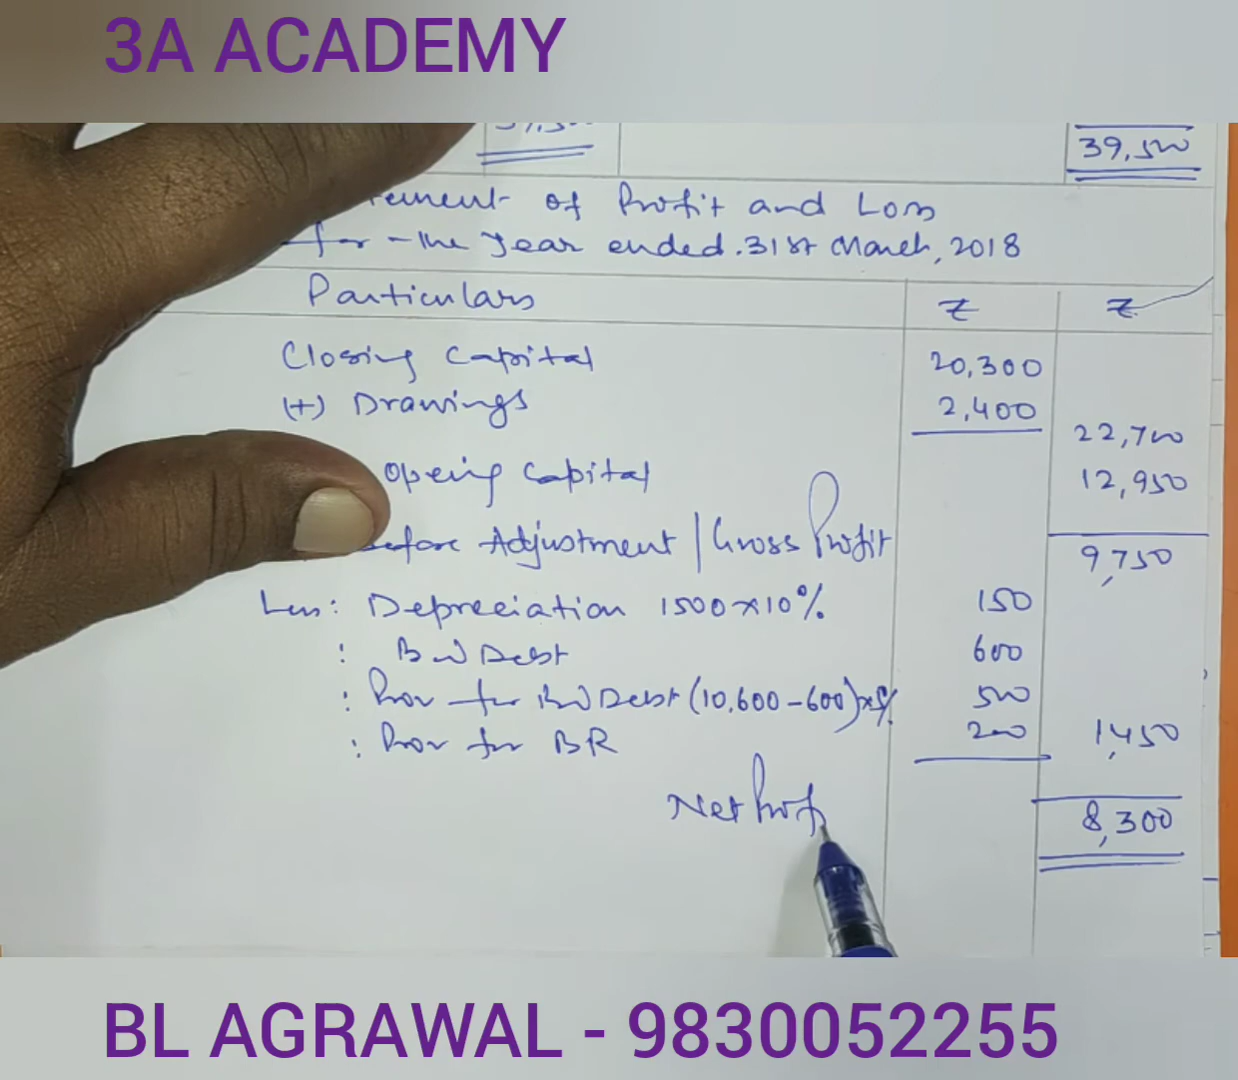 3A ACADEMY
39,500
of Profit and Loss
for the year ended. 31st March, 2018
Particulars ₹ ₹
Closing Capital 20,300
(+) Drawings 2,400 22,700
Opening Capital 12,950
before Adjustment | Gross Profit 9,750
Less: Depreciation 1500 x 10% 150
: Bad Debt 600
: Prov for Bad Debt (10,600 - 600) x 5% 500
: Prov for BR 200 1,450
Net Prof 8,300
BL AGRAWAL - 9830052255